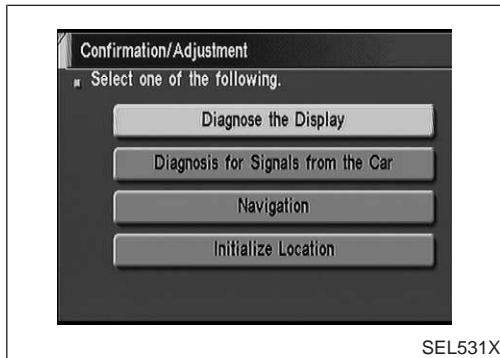 Confirmation/Adjustment
Select one of the following.
Diagnose the Display
Diagnosis for Signals from the Car
Navigation
Initialize Location
SEL531X